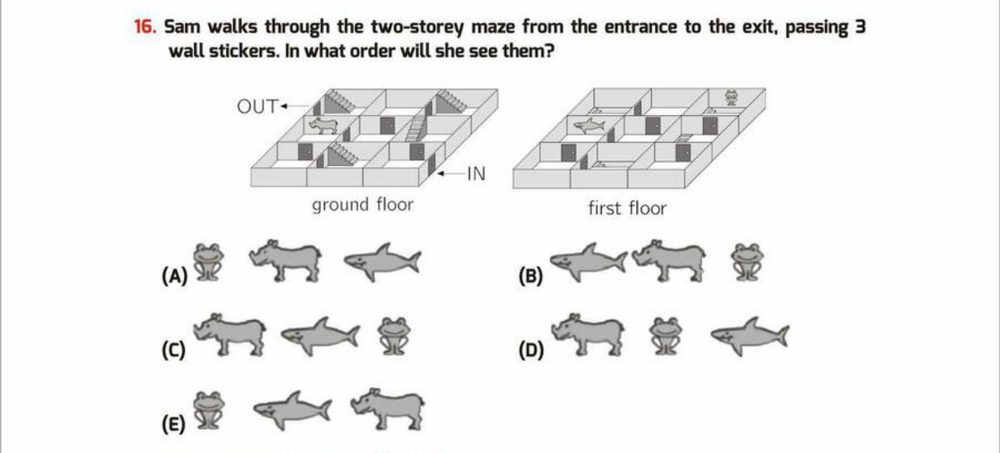 16. Sam walks through the two-storey maze from the entrance to the exit, passing 3
wall stickers. In what order will she see them?
OUT
IN
ground floor
first floor
(A)
(B)
(C)
(D)
(E)